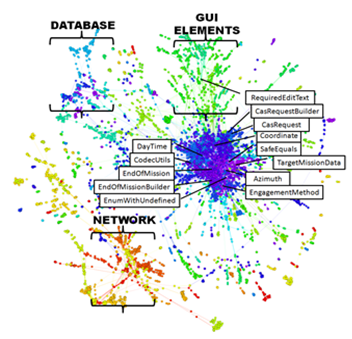 DATABASE
GUI
ELEMENTS
RequiredEditText
CasRequestBuilder
CasRequest
Coordinate
SafeEquals
TargetMissionData
Azimuth
EngagementMethod
DayTime
CodecUtils
EndOfMission
EndOfMissionBuilder
EnumWithUndefined
NETWORK